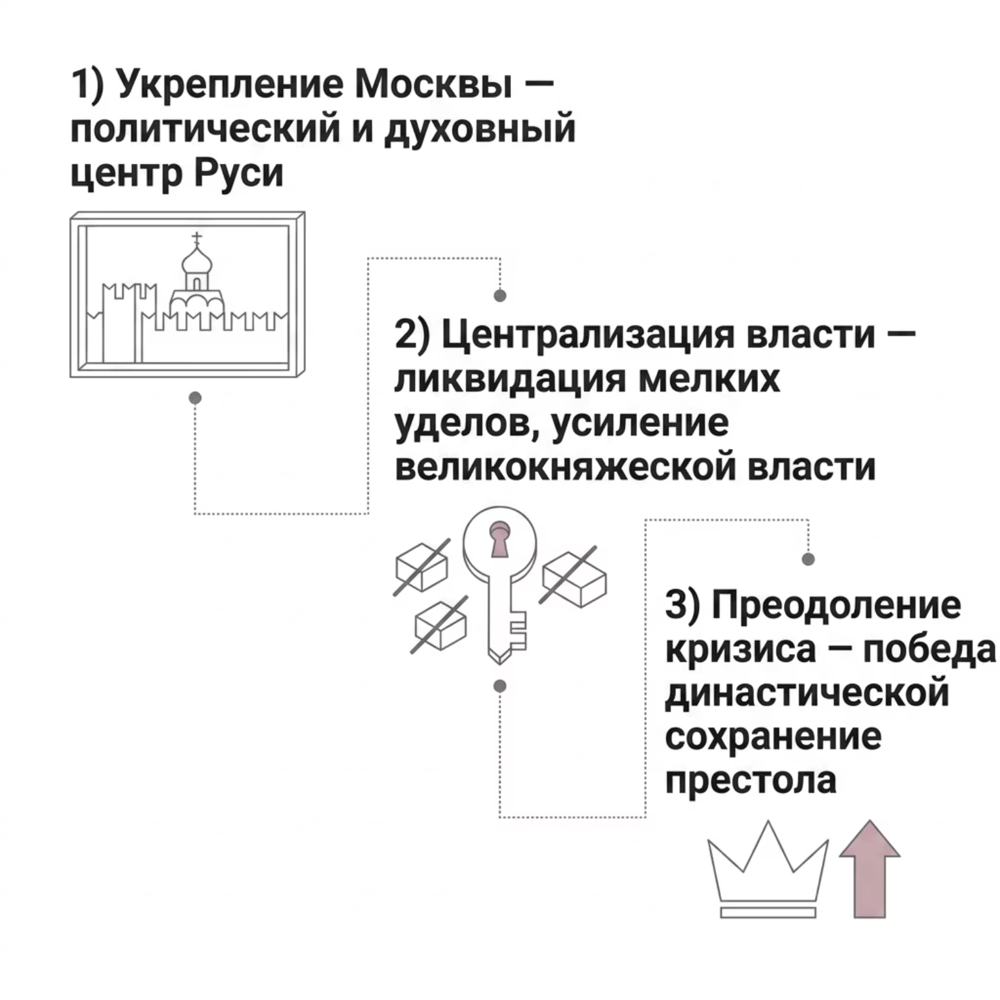 1) Укрепление Москвы —
политический и духовный
центр Руси
2) Централизация власти —
ликвидация мелких
уделов, усиление
великокняжеской власти
3) Преодоление
кризиса — победа
династической
сохранение
престола